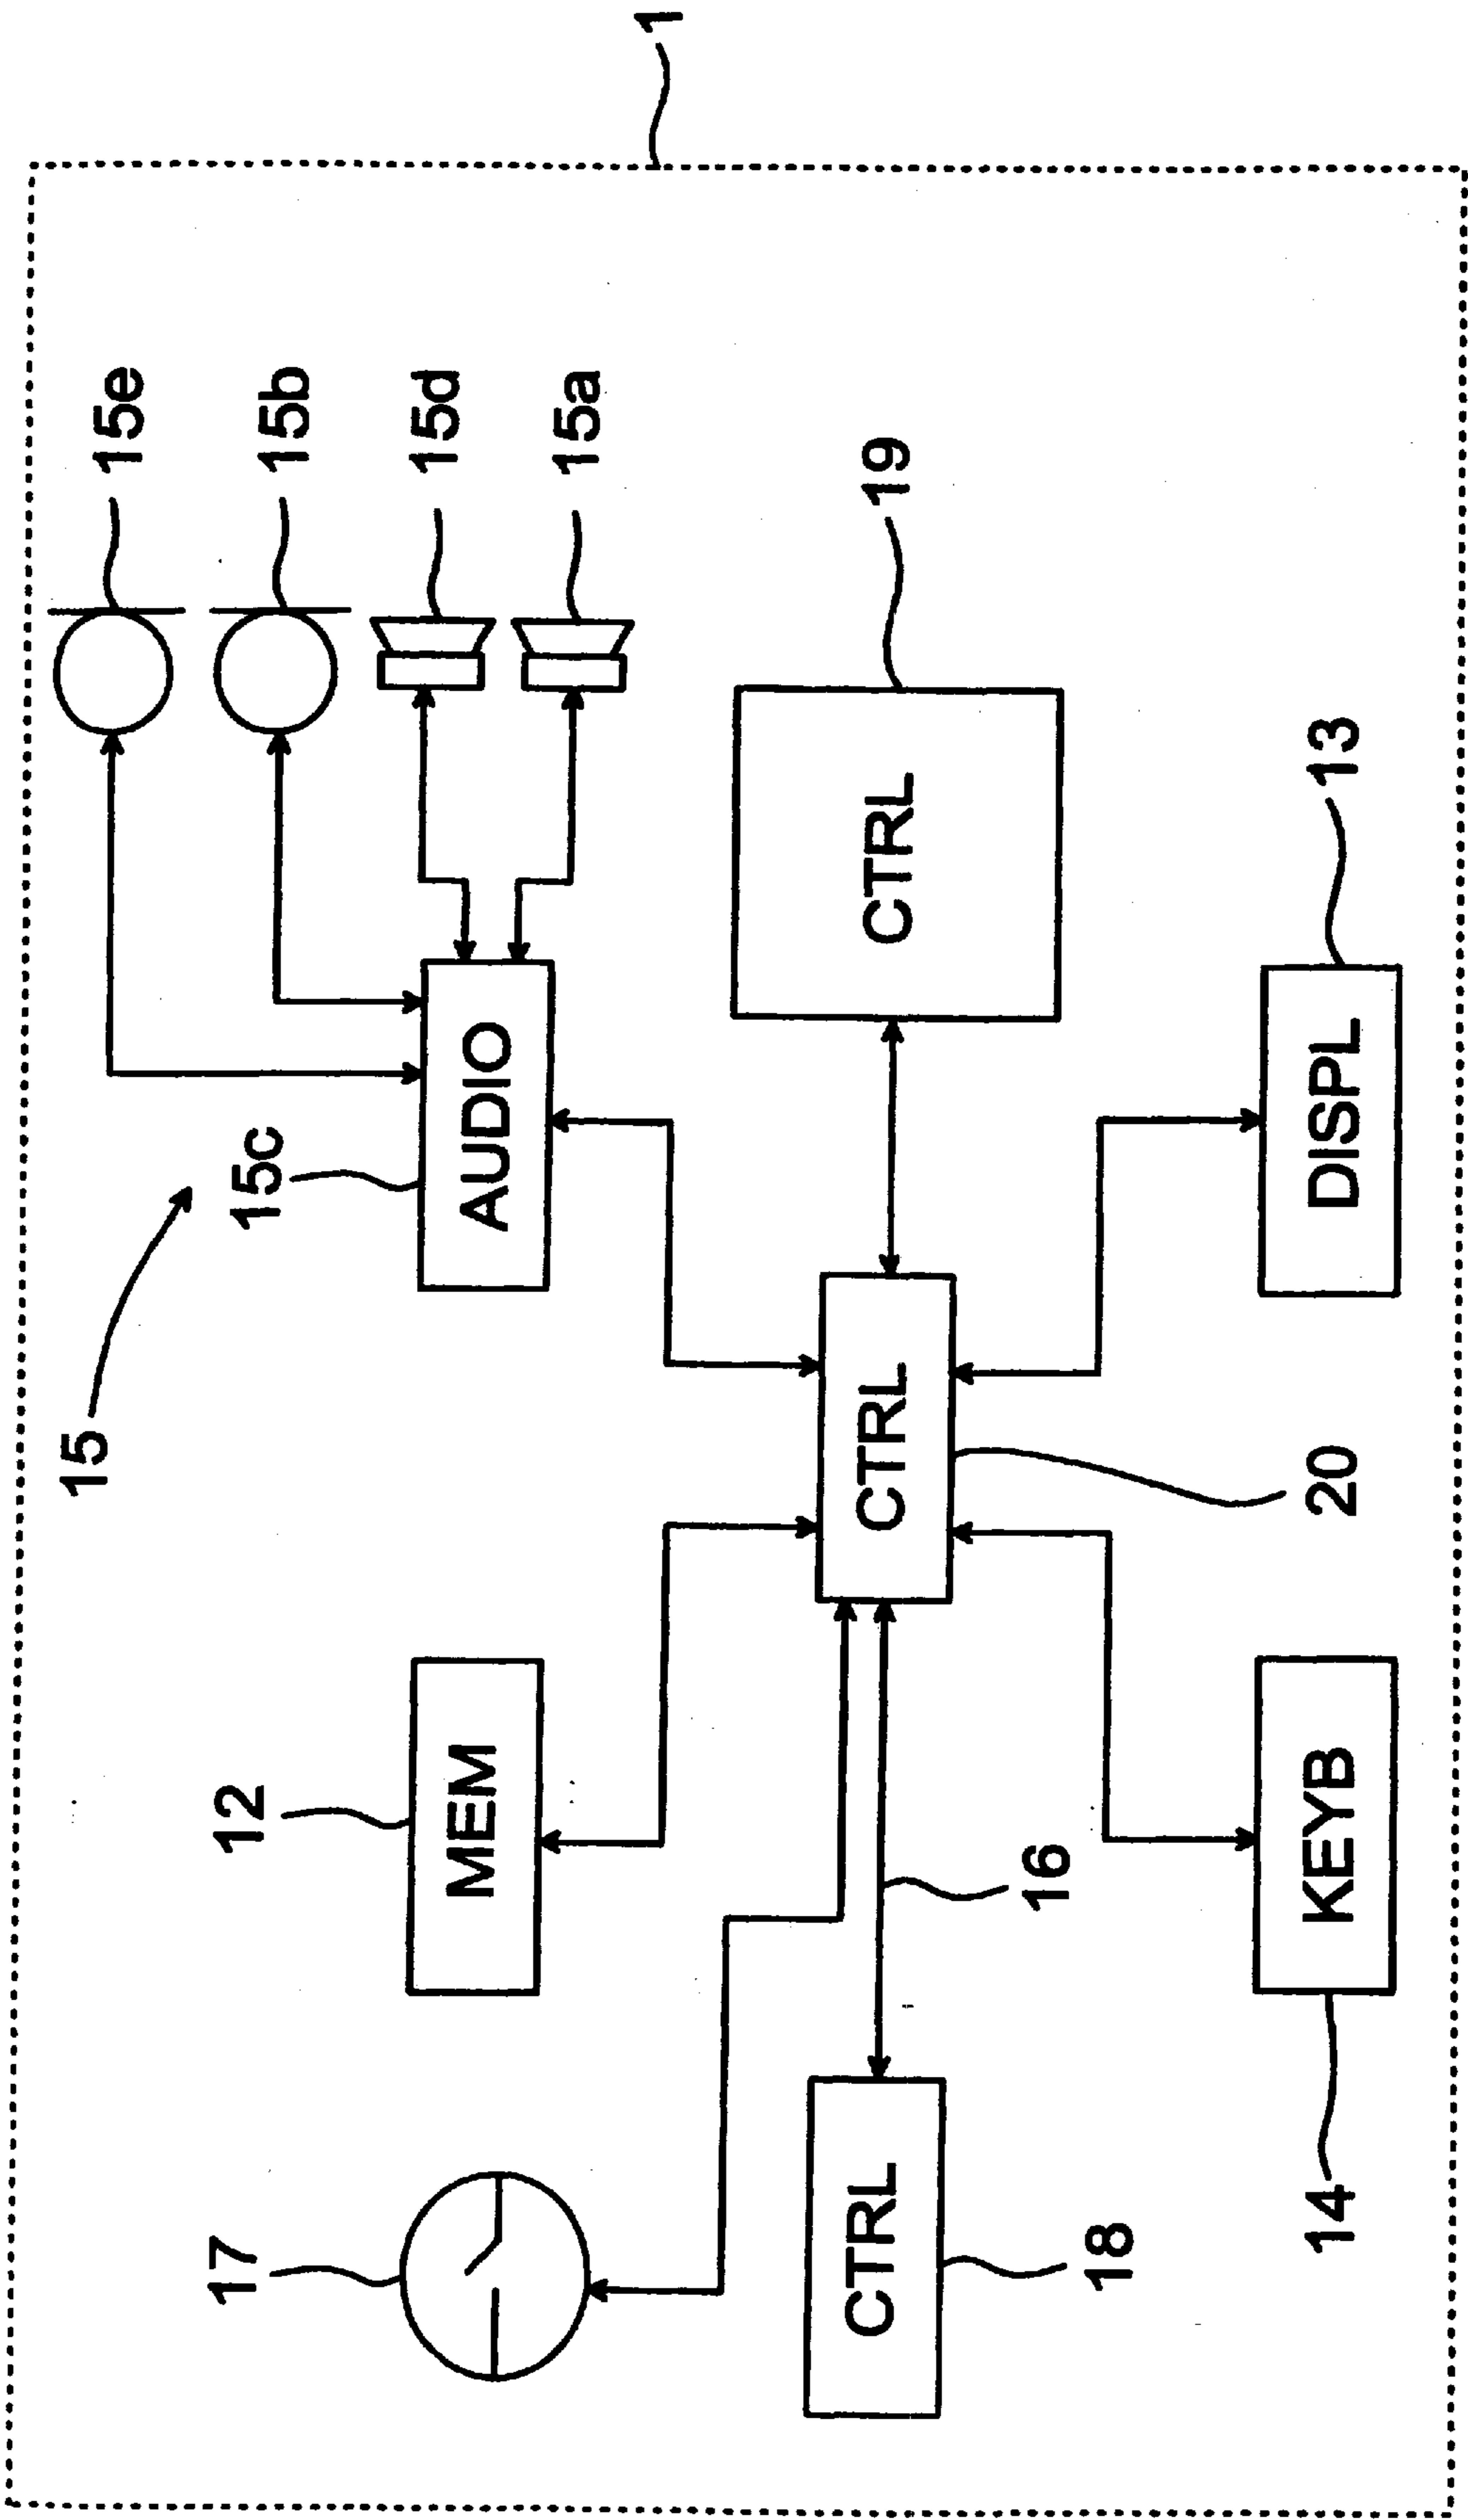 1
15e
15b
15d
15a
15
15c
AUDIO
19
CTRL
12
MEM
CTRL
20
13
DISPL
17
16
CTRL
18
14
KEYB